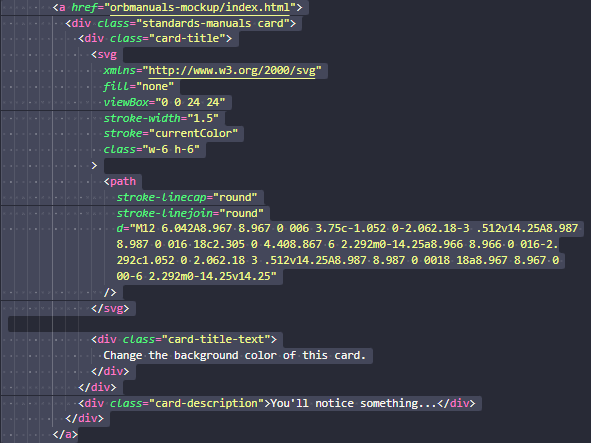 <a href="orbmanuals-mockup/index.html">
<div class="standards-manuals card">
<div class="card-title">
<svg
xmlns="http://www.w3.org/2000/svg"
fill="none"
viewBox="0 0 24 24"
stroke-width="1.5"
stroke="currentColor"
class="w-6 h-6"
>
<path
stroke-linecap="round"
stroke-linejoin="round"
d="M12 6.042A8.967 8.967 0 006 3.75c-1.052 0-2.062.18-3 .512v14.25A8.987
8.987 0 016 18c2.305 0 4.408.867 6 2.292m0-14.25a8.966 8.966 0 016-2.
292c1.052 0 2.062.18 3 .512v14.25A8.987 8.987 0 0018 18a8.967 8.967 0
00-6 2.292m0-14.25v14.25"
/>
</svg>
<div class="card-title-text">
Change the background color of this card.
</div>
</div>
<div class="card-description">You'll notice something...</div>
</div>
</a>